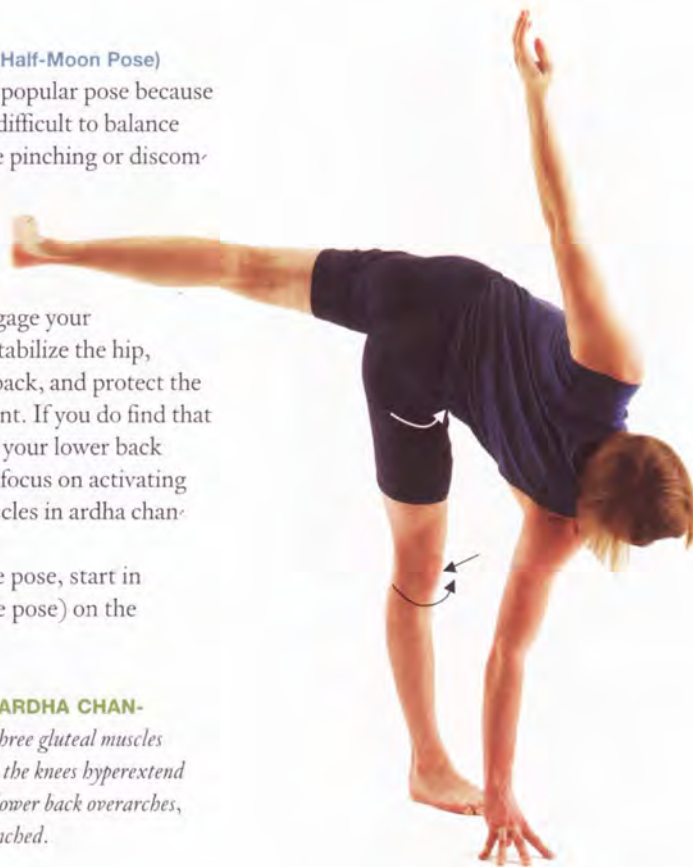 Half-Moon Pose)
popular pose because
difficult to balance
pinching or discom-
gage your
tabilize the hip,
back, and protect the
nt. If you do find that
your lower back
focus on activating
cles in ardha chan-
pose, start in
pose) on the
ARDHA CHAN-
hree gluteal muscles
the knees hyperextend
lower back overarches,
nched.